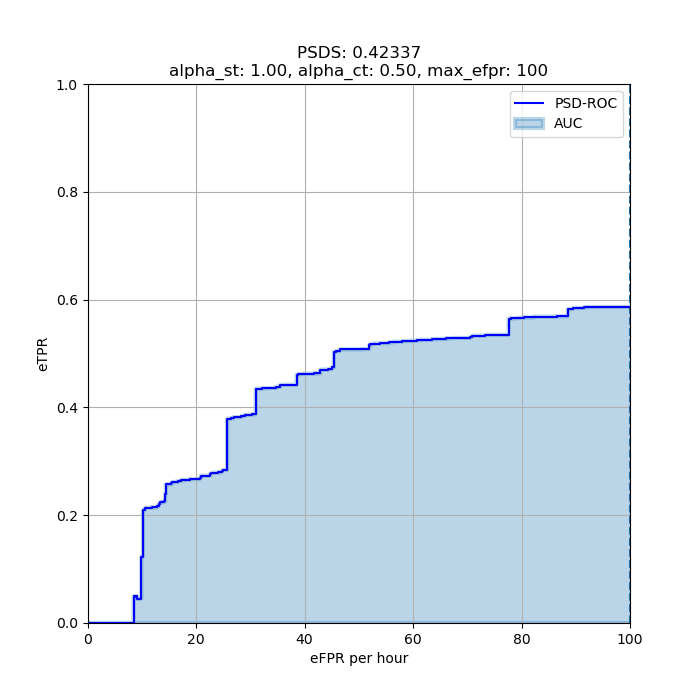 PSDS: 0.42337
alpha_st: 1.00, alpha_ct: 0.50, max_efpr: 100
PSD-ROC
AUC
1.0
0.8
0.6
0.4
0.2
0.0
eTPR
0 20 40 60 80 100
eFPR per hour